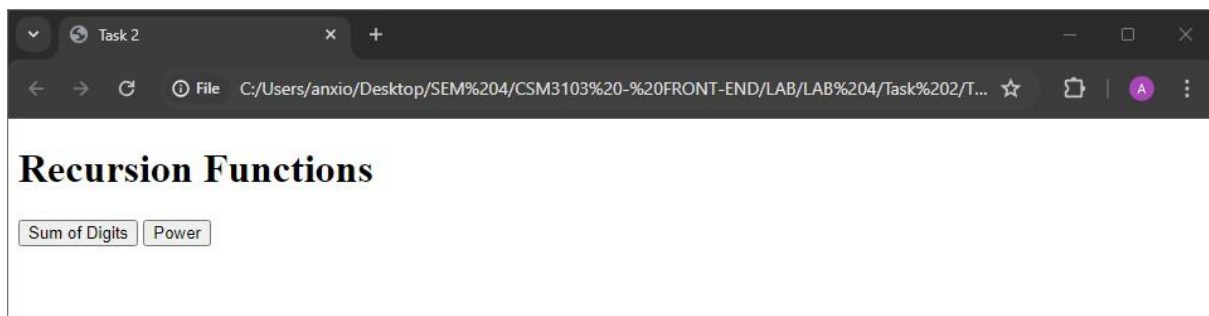 Task 2
File C:/Users/anxio/Desktop/SEM%204/CSM3103%20-%20FRONT-END/LAB/LAB%204/Task%202/T...
A
Recursion Functions
Sum of Digits Power